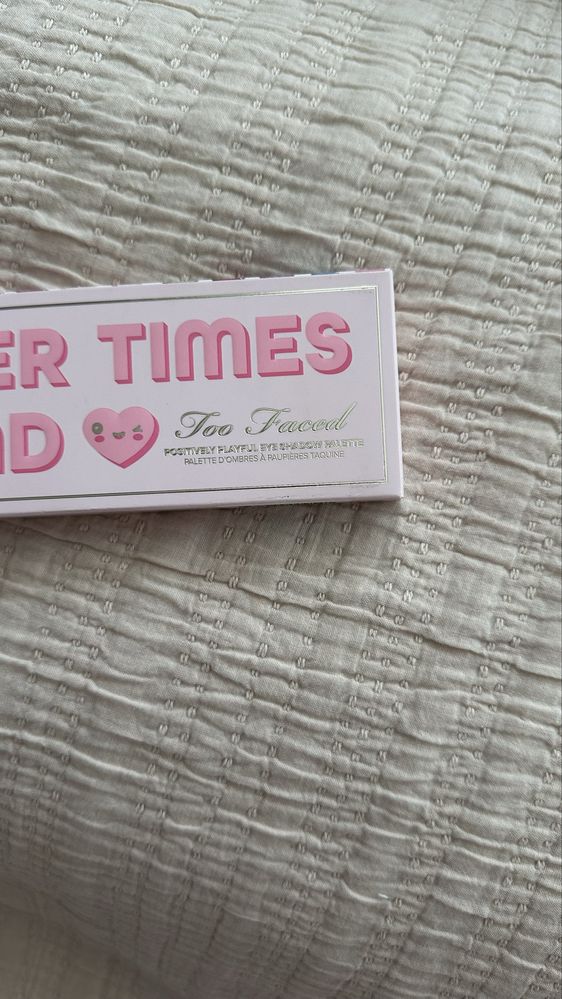 ER TIMES
AD
Too Faced
POSITIVELY PLAYFUL EYE SHADOW PALETTE
PALETTE D'OMBRES À PAUPIÈRES TAQUINE